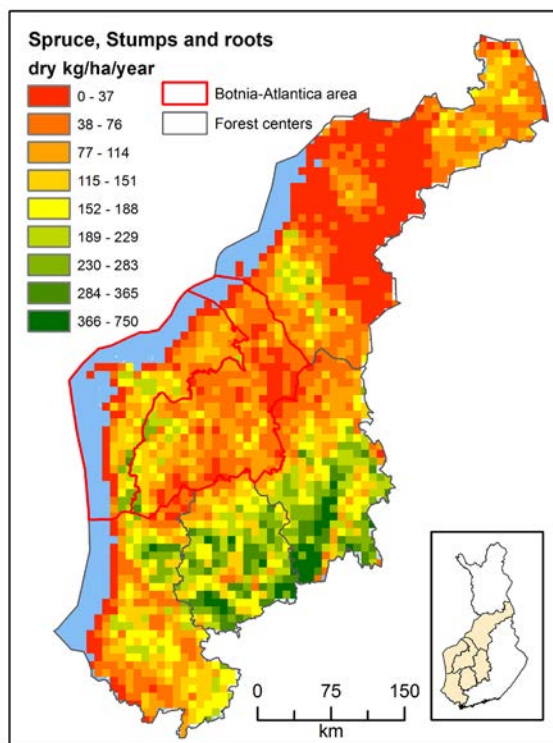 Spruce, Stumps and roots
dry kg/ha/year
0 - 37
38 - 76
77 - 114
115 - 151
152 - 188
189 - 229
230 - 283
284 - 365
366 - 750
Botnia-Atlantica area
Forest centers
0 75 150
km